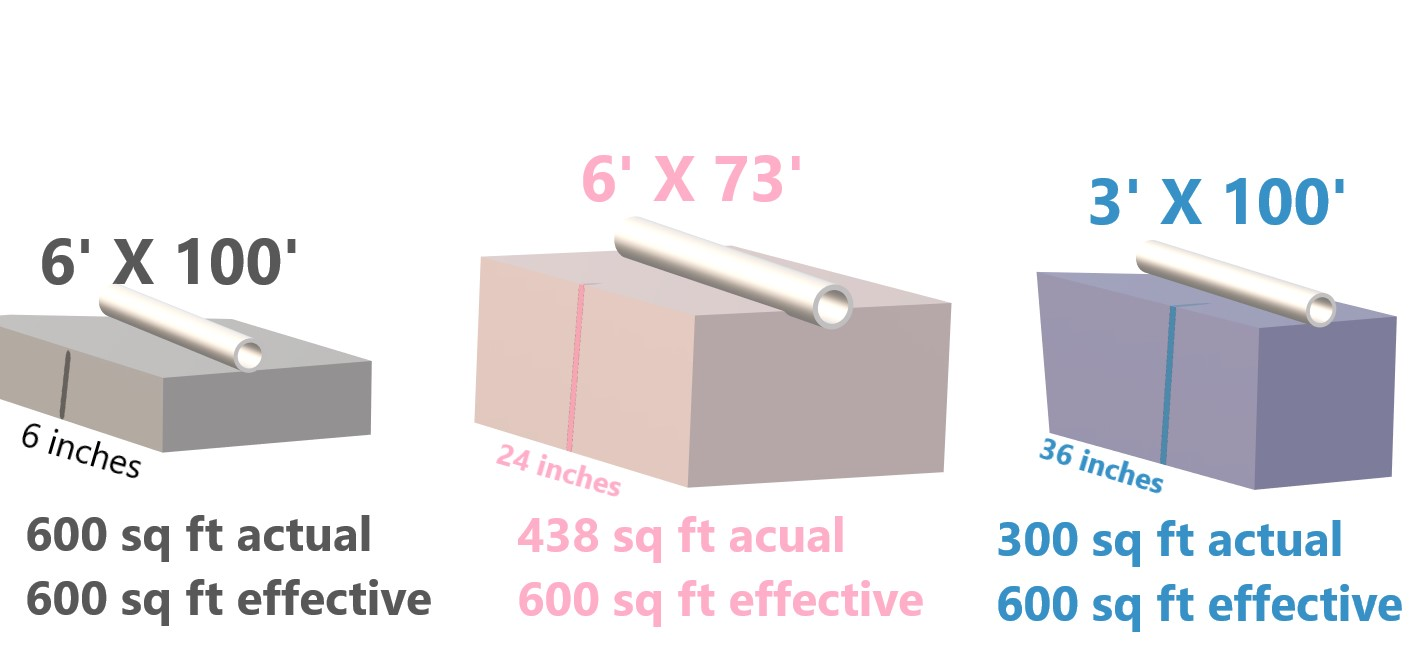 6' X 100'
6 inches
600 sq ft actual
600 sq ft effective
6' X 73'
24 inches
438 sq ft acual
600 sq ft effective
3' X 100'
36 inches
300 sq ft actual
600 sq ft effective